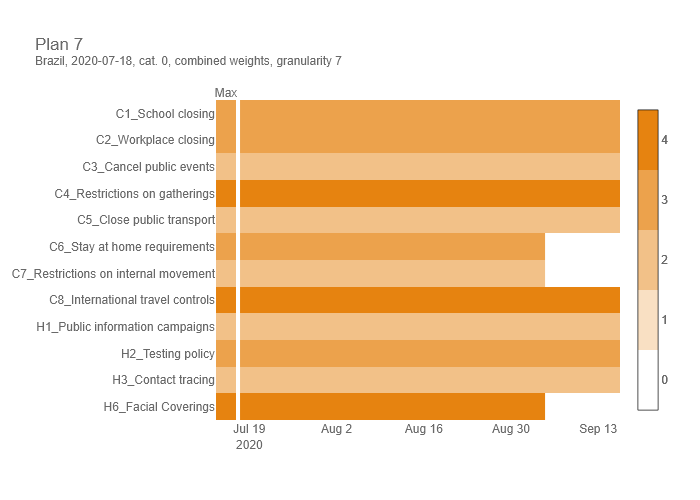 Plan 7
Brazil, 2020-07-18, cat. 0, combined weights, granularity 7
Max
C1_School closing
C2_Workplace closing
C3_Cancel public events
C4_Restrictions on gatherings
C5_Close public transport
C6_Stay at home requirements
C7_Restrictions on internal movement
C8_International travel controls
H1_Public information campaigns
H2_Testing policy
H3_Contact tracing
H6_Facial Coverings
4
3
2
1
0
Jul 19 Aug 2 Aug 16 Aug 30 Sep 13
2020